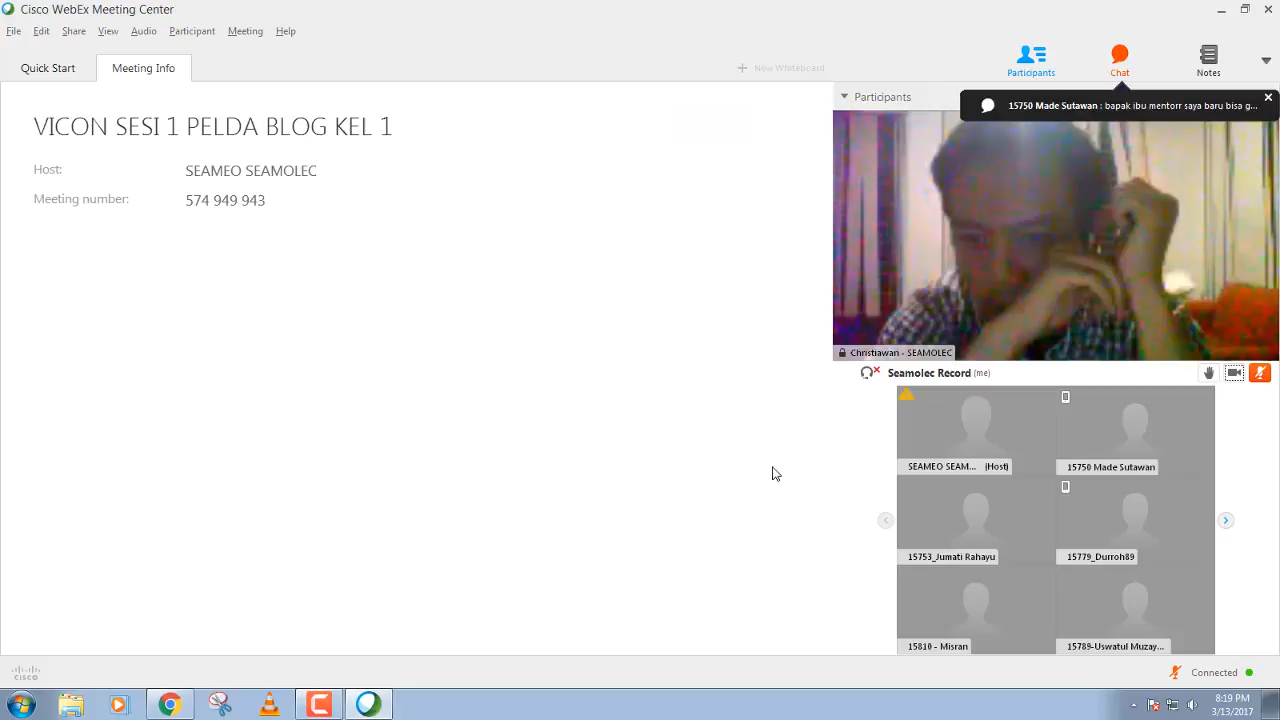 Cisco WebEx Meeting Center
File Edit Share View Audio Participant Meeting Help
Quick Start
Meeting Info
New Whiteboard
Participants
Chat
Notes
Participants
15750 Made Sutawan : bapak ibu mentorr saya baru bisa g...
VICON SESI 1 PELDA BLOG KEL 1
Host: SEAMEO SEAMOLEC
Meeting number: 574 949 943
Christiawan - SEAMOLEC
Seamolec Record (me)
SEAMEO SEAM... (Host)
15750 Made Sutawan
15753_Jumati Rahayu
15779_Durroh89
15810 - Misran
15789-Uswatul Muzay...
cisco
Connected
8:19 PM
3/13/2017